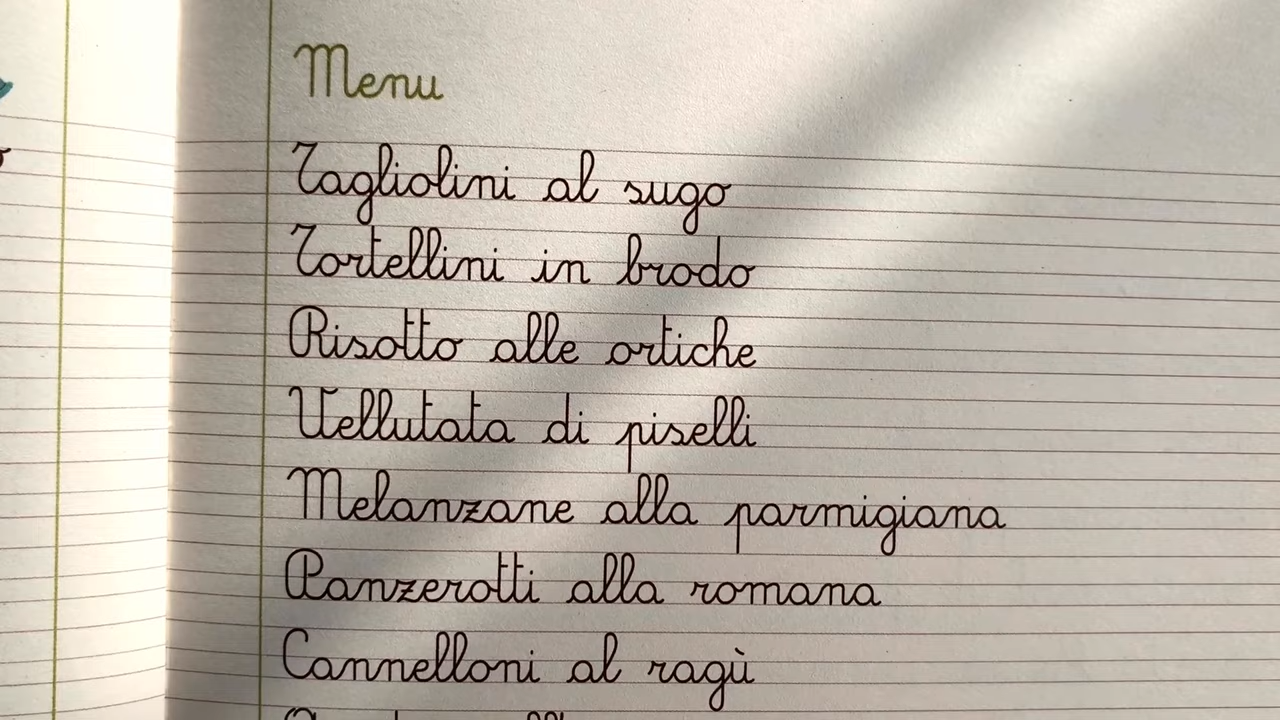 Menu
Tagliolini al sugo
Tortellini in brodo
Risotto alle ortiche
Vellutata di piselli
Melanzane alla parmigiana
Panzerotti alla romana
Cannelloni al ragù